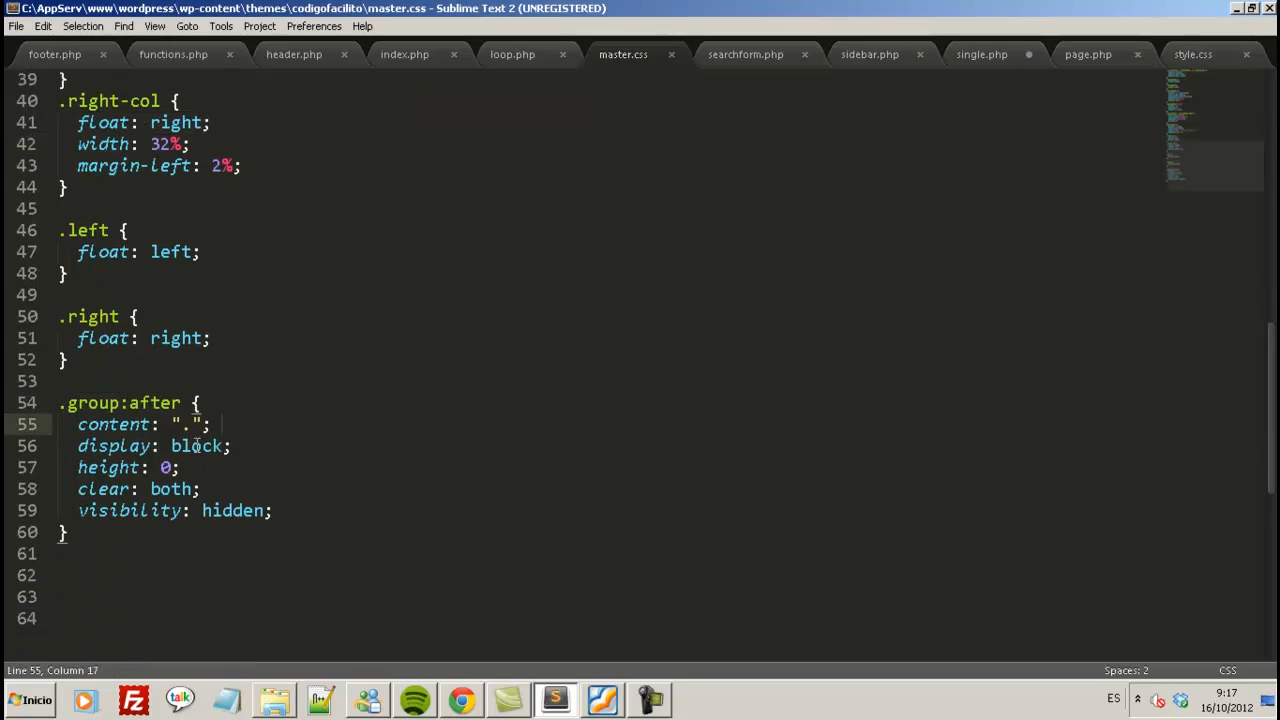 C:\AppServ\www\wordpress\wp-content\themes\codigofacilito\master.css - Sublime Text 2 (UNREGISTERED)
File Edit Selection Find View Goto Tools Project Preferences Help
footer.php functions.php header.php index.php loop.php master.css searchform.php sidebar.php single.php page.php style.css
39 }
40 .right-col {
41 float: right;
42 width: 32%;
43 margin-left: 2%;
44 }
45
46 .left {
47 float: left;
48 }
49
50 .right {
51 float: right;
52 }
53
54 .group:after {
55 content: ".";
56 display: block;
57 height: 0;
58 clear: both;
59 visibility: hidden;
60 }
61
62
63
64
Line 55, Column 17 Spaces: 2 CSS
Inicio talk ES 9:17
16/10/2012